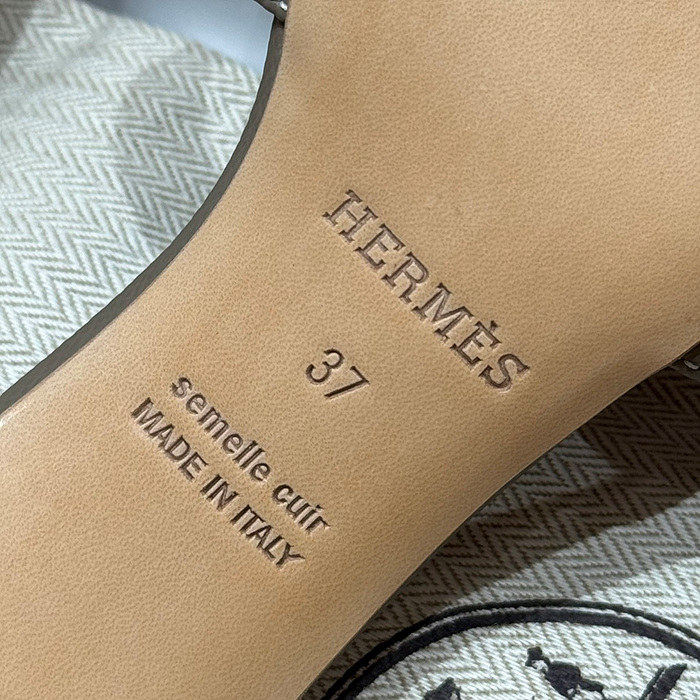 HERMÈS
37
semelle cuir
MADE IN ITALY